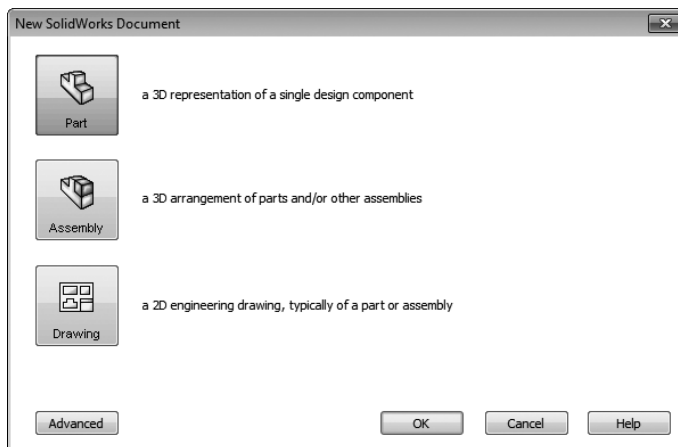 New SolidWorks Document
Part
a 3D representation of a single design component
Assembly
a 3D arrangement of parts and/or other assemblies
Drawing
a 2D engineering drawing, typically of a part or assembly
Advanced
OK
Cancel
Help